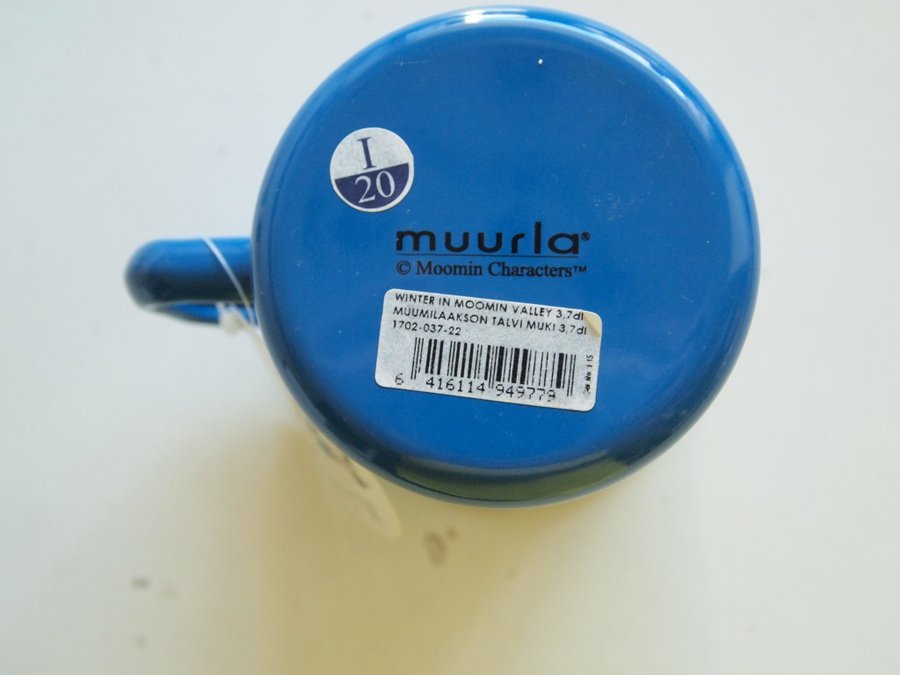 I
20
muurla®
© Moomin Characters™
WINTER IN MOOMIN VALLEY 3,7dl
MUUMILAAKSON TALVI MUKI 3,7dl
1702-037-22
6 416114 949779